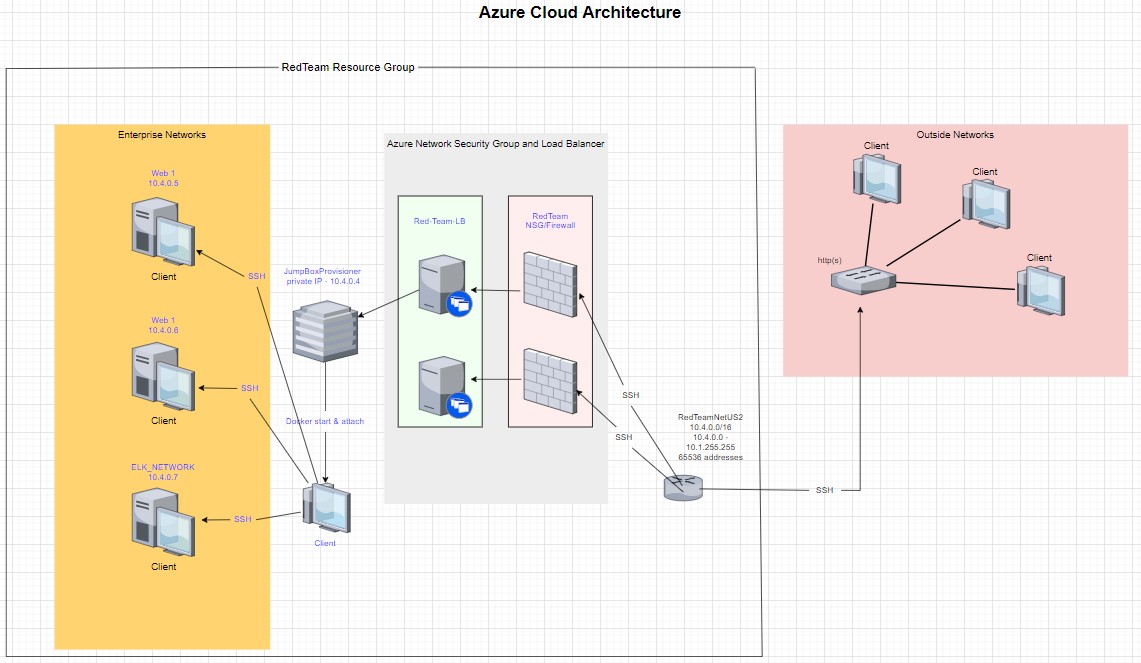 Azure Cloud Architecture
RedTeam Resource Group
Enterprise Networks
Web 1
10.4.0.5
Client
SSH
Web 1
10.4.0.6
Client
SSH
ELK_NETWORK
10.4.0.7
Client
SSH
JumpBoxProvisioner
private IP - 10.4.0.4
Docker start & attach
Client
Azure Network Security Group and Load Balancer
Red-Team-LB
RedTeam
NSG/Firewall
SSH
SSH
RedTeamNetUS2
10.4.0.0/16
10.4.0.0 -
10.1.255.255
65536 addresses
SSH
Outside Networks
Client
Client
Client
http(s)